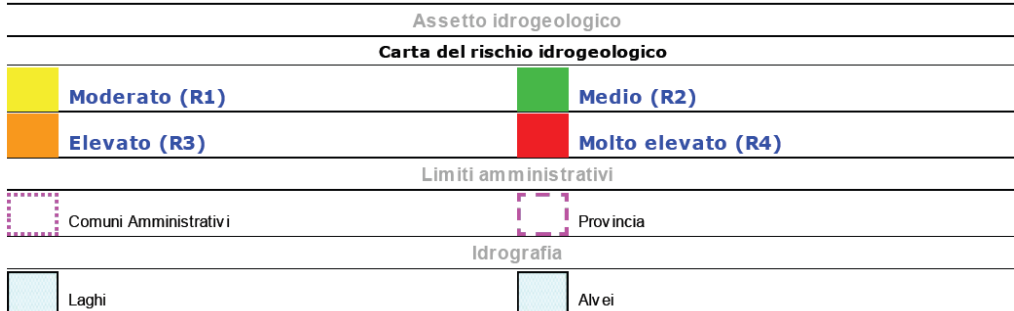 Assetto idrogeologico
Carta del rischio idrogeologico
Moderato (R1) Medio (R2)
Elevato (R3) Molto elevato (R4)
Limiti amministrativi
Comuni Amministrativi Provincia
Idrografia
Laghi Alvei